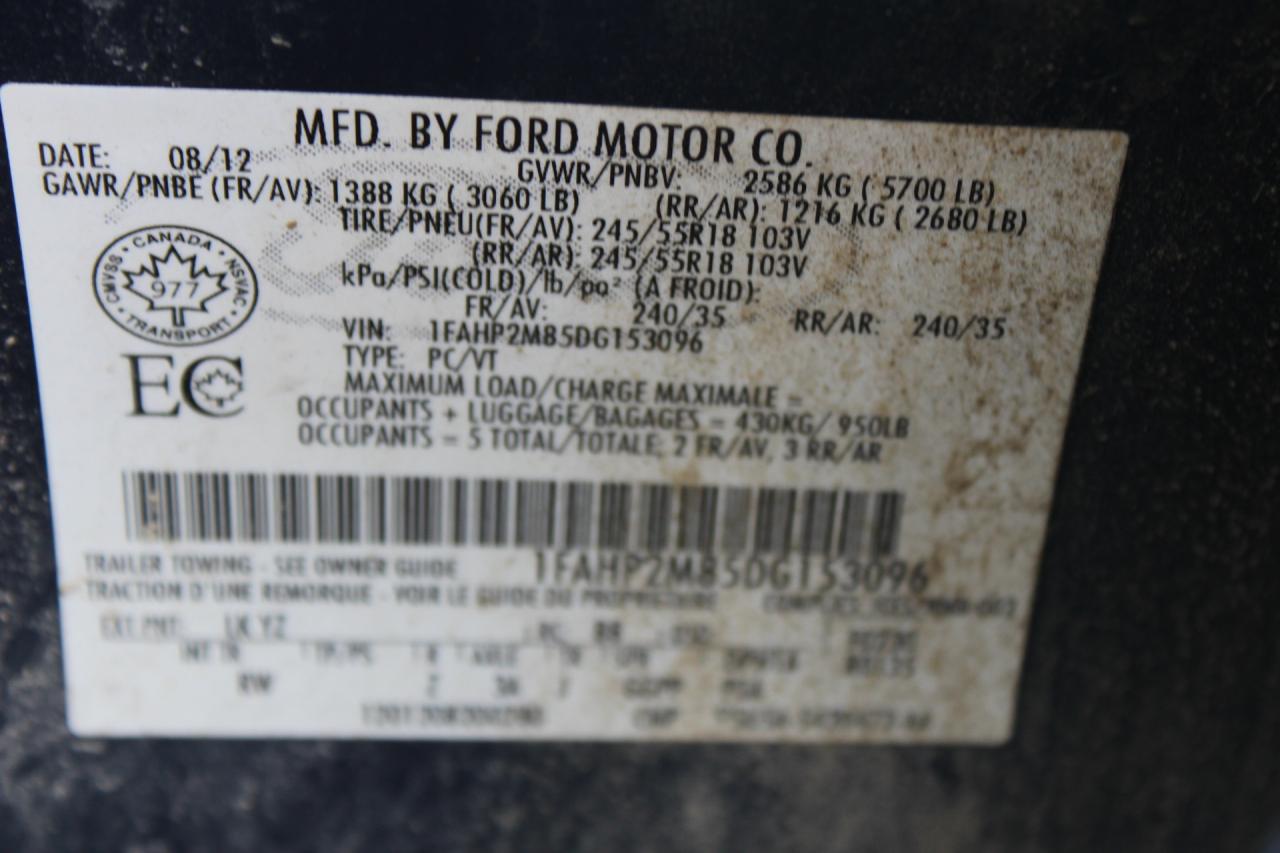 MFD. BY FORD MOTOR CO.
DATE: 08/12 GVWR/PNBV: 2586 KG ( 5700 LB)
GAWR/PNBE (FR/AV): 1388 KG ( 3060 LB) (RR/AR): 1216 KG ( 2680 LB)
TIRE/PNEU(FR/AV): 245/55R18 103V
(RR/AR): 245/55R18 103V
kPa/PSI(COLD)/lb/pq² (A FROID):
FR/AV: 240/35 RR/AR: 240/35
VIN: 1FAHP2M85DG153096
TYPE: PC/VT
MAXIMUM LOAD/CHARGE MAXIMALE =
OCCUPANTS + LUGGAGE/BAGAGES = 430KG/ 950LB
OCCUPANTS = 5 TOTAL/TOTALE, 2 FR/AV, 3 RR/AR
CANADA
CMVSS 977 NSVAC
TRANSPORT
EC
TRAILER TOWING - SEE OWNER GUIDE 1FAHP2M85DG153096
TRACTION D'UNE REMORQUE - VOIR LE GUIDE DU PROPRIETAIRE
EXT PNT: UK YZ
RW